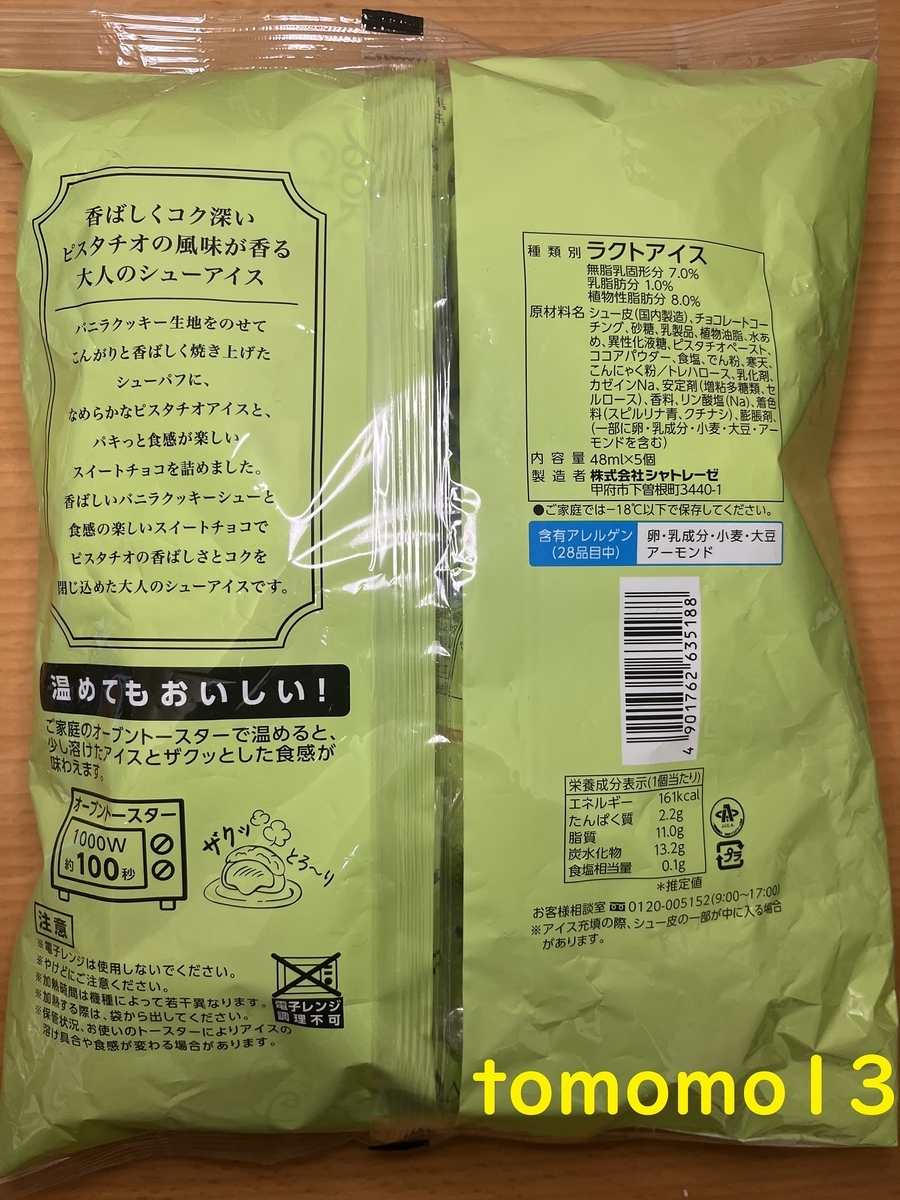 香ばしくコク深い
ピスタチオの風味が香る
大人のシューアイス
バニラクッキー生地をのせて
こんがりと香ばしく焼き上げた
シューパフに、
なめらかなピスタチオアイスと、
パキっと食感が楽しい
スイートチョコを詰めました。
香ばしいバニラクッキーシューと
食感の楽しいスイートチョコで
ピスタチオの香ばしさとコクを
閉じ込めた大人のシューアイスです。
温めてもおいしい！
ご家庭のオーブントースターで温めると、
少し溶けたアイスとザクッとした食感が
味わえます。
オーブントースター
1000W
約100秒
ザクッ
とろ〜り
注意
※電子レンジは使用しないでください。
※やけどにご注意ください。
※加熱時間は機種によって若干異なります。
※加熱する際は、袋から出してください。
※保管状況、お使いのトースターによりアイスの
溶け具合や食感が変わる場合があります。
電子レンジ
調理不可
種類別 ラクトアイス
無脂乳固形分 7.0%
乳脂肪分 1.0%
植物性脂肪分 8.0%
原材料名 シュー皮(国内製造)、チョコレートコー
チング、砂糖、乳製品、植物油脂、水あ
め、異性化液糖、ピスタチオペースト、
ココアパウダー、食塩、でん粉、寒天、
こんにゃく粉／トレハロース、乳化剤、
カゼインNa、安定剤(増粘多糖類、セ
ルロース)、香料、リン酸塩(Na)、着色
料(スピルリナ青、クチナシ)、膨脹剤、
(一部に卵・乳成分・小麦・大豆・アー
モンドを含む)
内容量 48ml×5個
製造者 株式会社シャトレーゼ
甲府市下曽根町3440-1
●ご家庭では−18℃以下で保存してください。
含有アレルゲン
(28品目中)
卵・乳成分・小麦・大豆
アーモンド
4 901762 635188
栄養成分表示(1個当たり)
エネルギー 161kcal
たんぱく質 2.2g
脂質 11.0g
炭水化物 13.2g
食塩相当量 0.1g
＊推定値
プラ
お客様相談室 0120-005152(9:00〜17:00)
※アイス充填の際、シュー皮の一部が中に入る場合
があります。
tomomo13